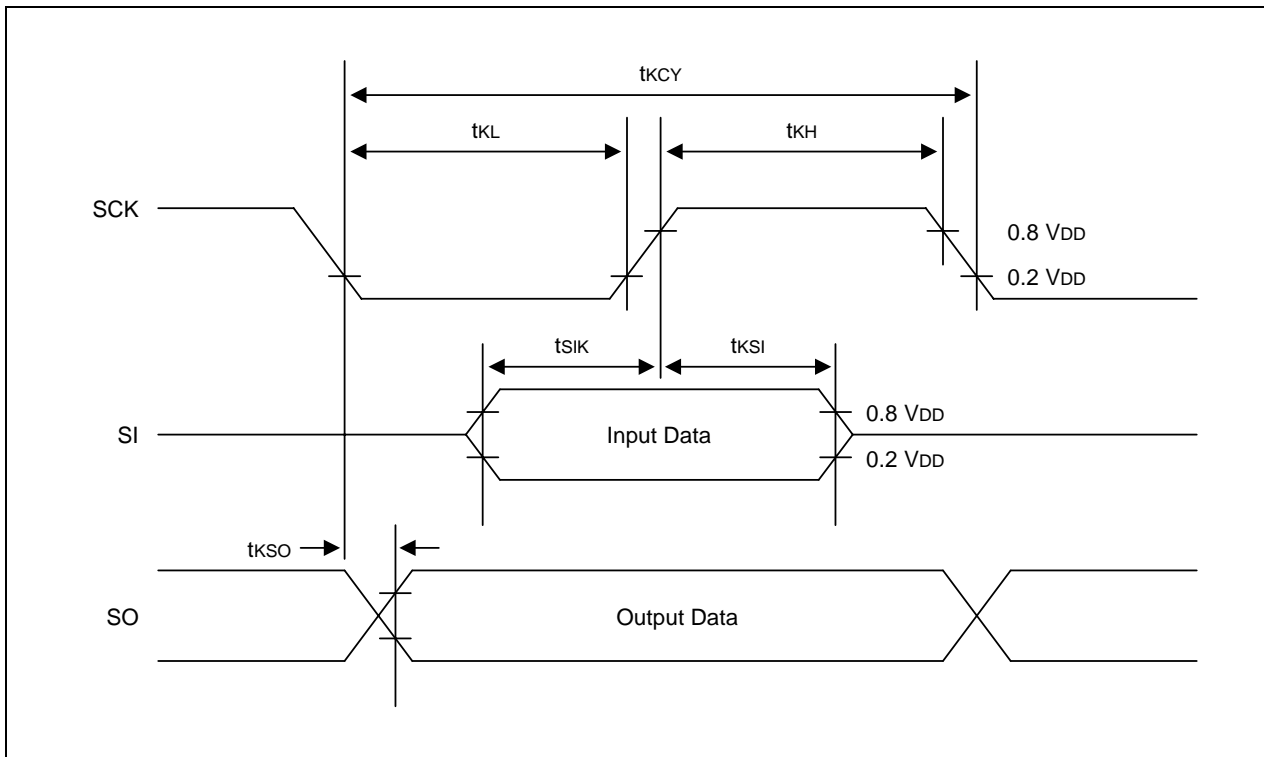 tKCY
tKL
tKH
SCK
0.8 VDD
0.2 VDD
tSIK
tKSI
SI
Input Data
0.8 VDD
0.2 VDD
tKSO
SO
Output Data